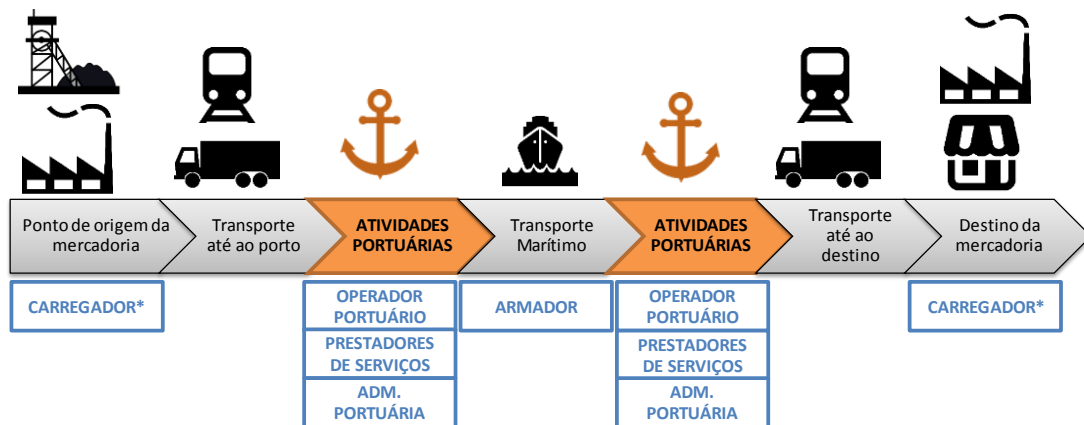 Ponto de origem da
mercadoria
Transporte
até ao porto
ATIVIDADES
PORTUÁRIAS
Transporte
Marítimo
ATIVIDADES
PORTUÁRIAS
Transporte
até ao
destino
Destino da
mercadoria
CARREGADOR*
OPERADOR
PORTUÁRIO
PRESTADORES
DE SERVIÇOS
ADM.
PORTUÁRIA
ARMADOR
OPERADOR
PORTUÁRIO
PRESTADORES
DE SERVIÇOS
ADM.
PORTUÁRIA
CARREGADOR*